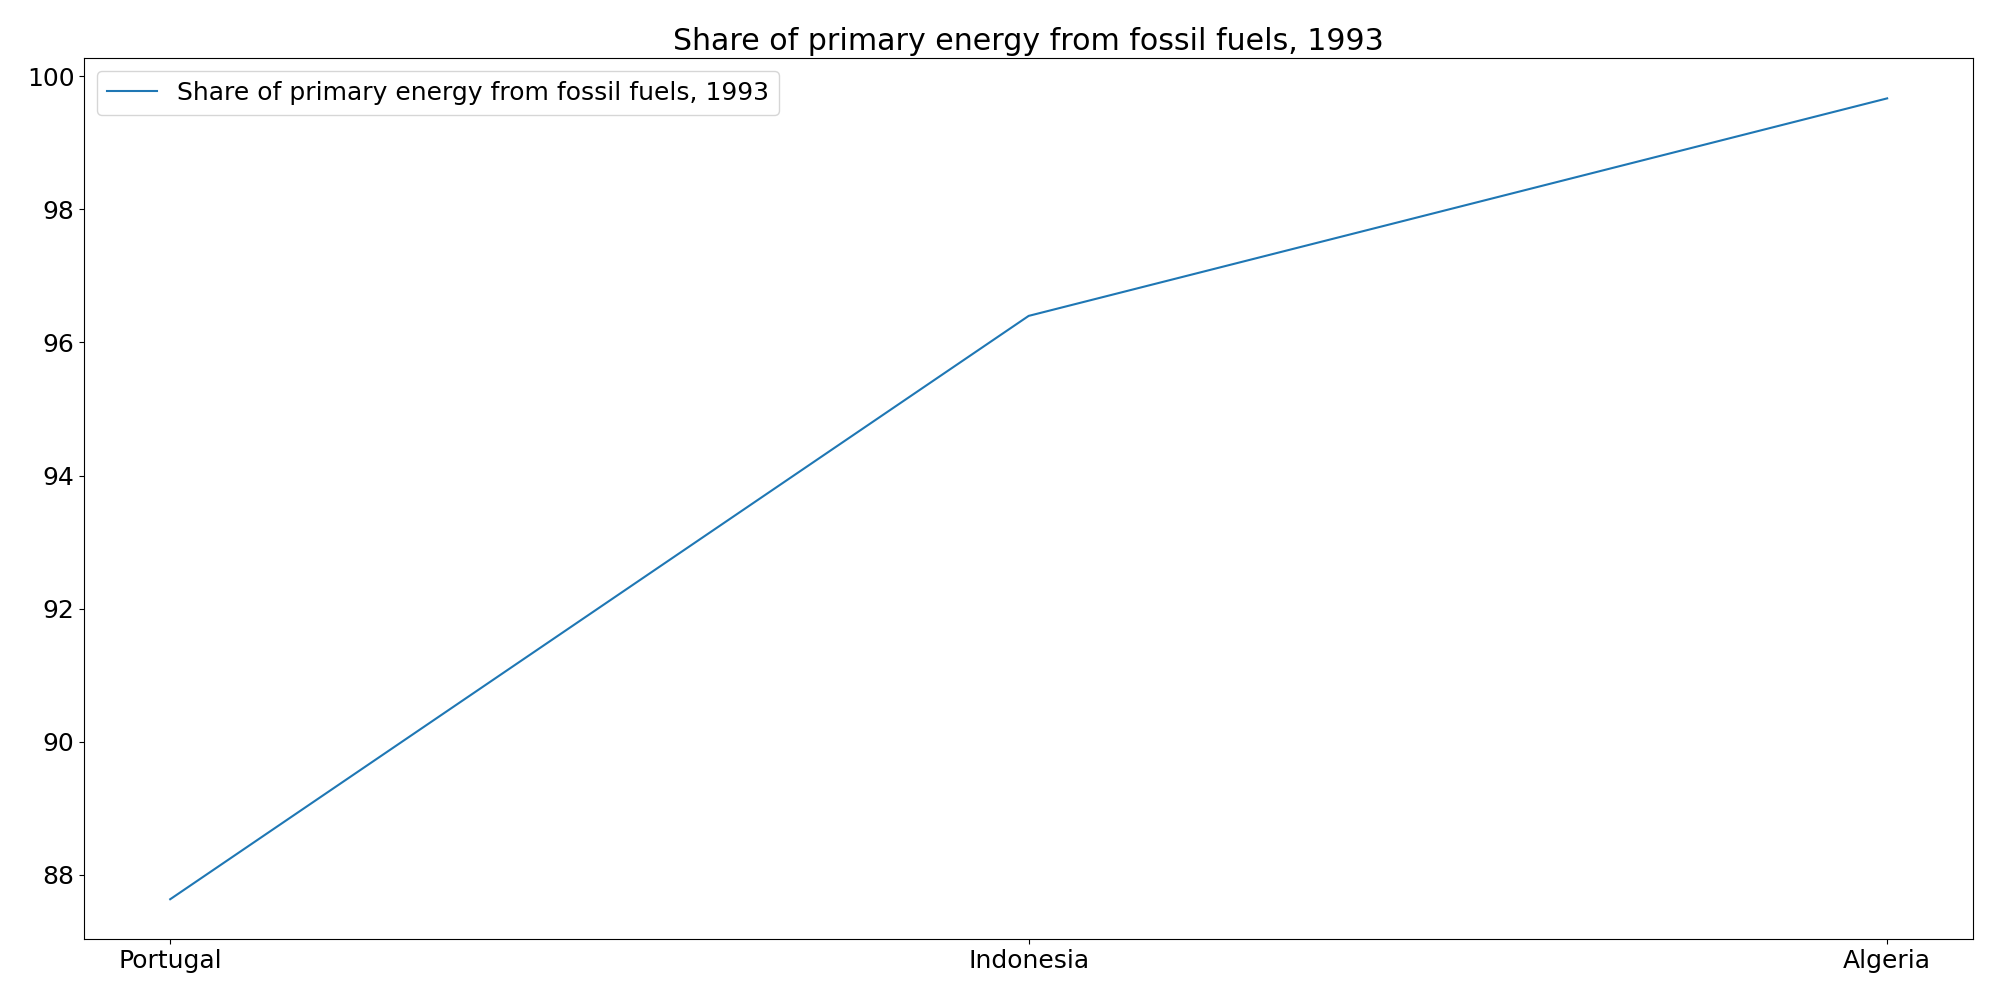 Share of primary energy from fossil fuels, 1993
Share of primary energy from fossil fuels, 1993
100
98
96
94
92
90
88
Portugal
Indonesia
Algeria